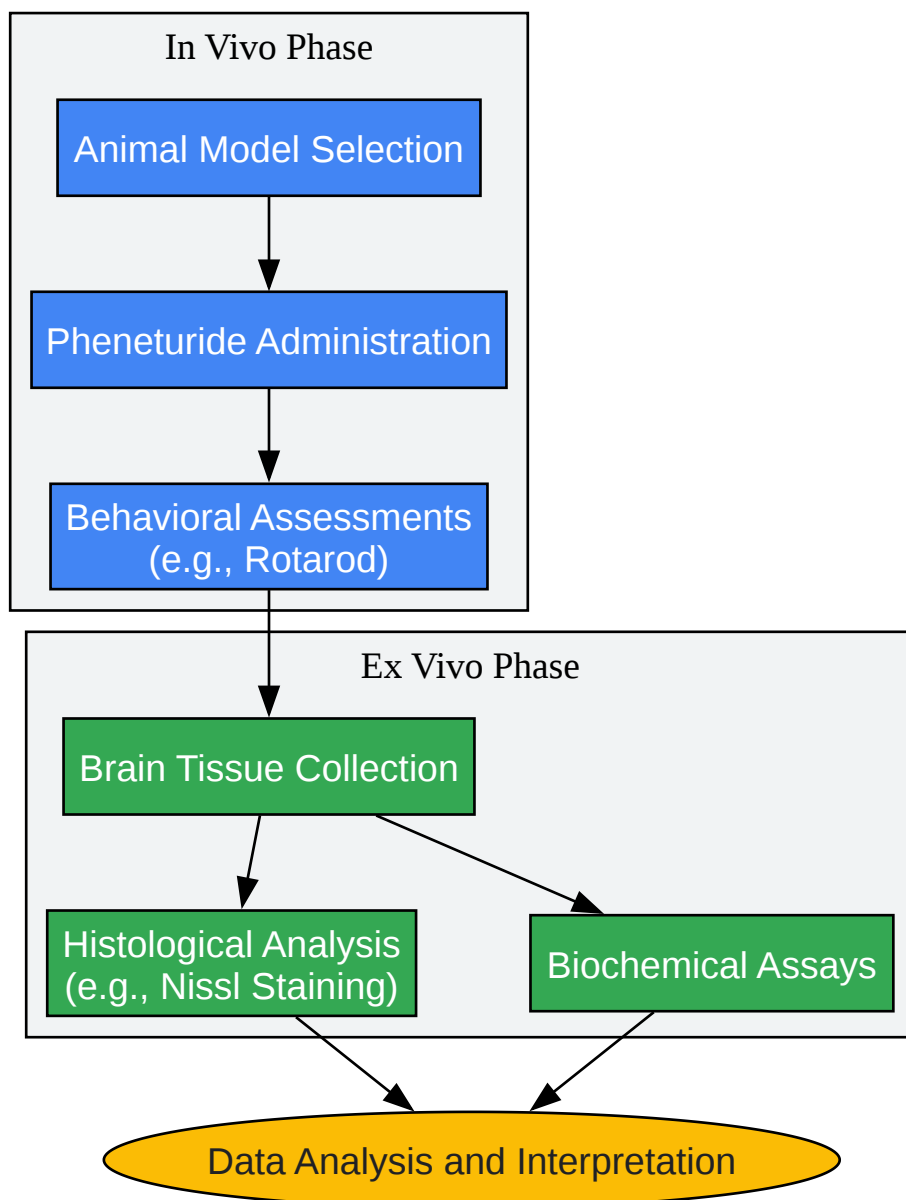 In Vivo Phase
Animal Model Selection
Pheneturide Administration
Behavioral Assessments
(e.g., Rotarod)
Ex Vivo Phase
Brain Tissue Collection
Histological Analysis
(e.g., Nissl Staining)
Biochemical Assays
Data Analysis and Interpretation